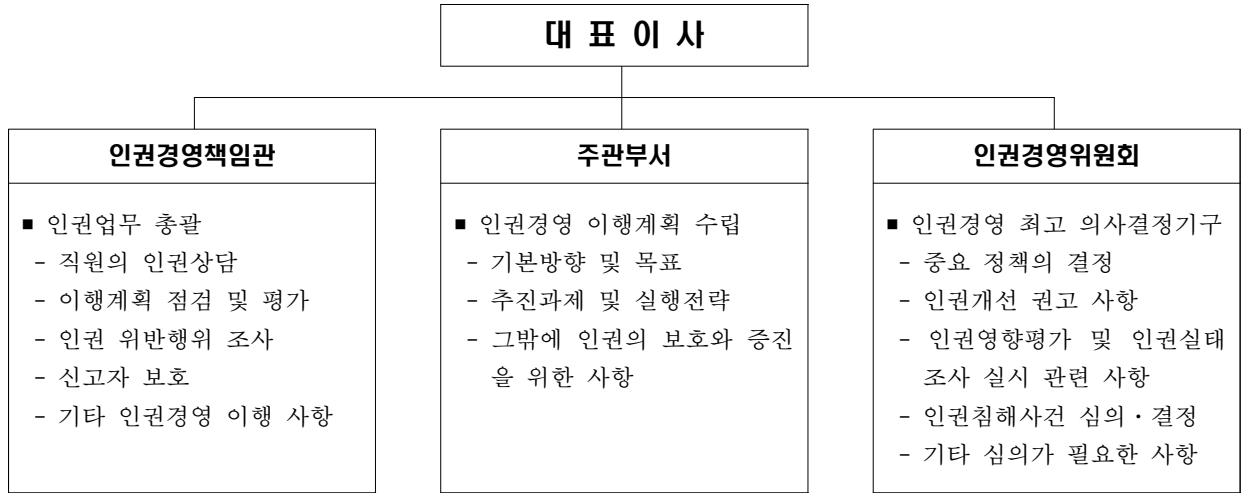 대 표 이 사
인권경영책임관
■ 인권업무 총괄
- 직원의 인권상담
- 이행계획 점검 및 평가
- 인권 위반행위 조사
- 신고자 보호
- 기타 인권경영 이행 사항
주관부서
■ 인권경영 이행계획 수립
- 기본방향 및 목표
- 추진과제 및 실행전략
- 그밖에 인권의 보호와 증진
을 위한 사항
인권경영위원회
■ 인권경영 최고 의사결정기구
- 중요 정책의 결정
- 인권개선 권고 사항
- 인권영향평가 및 인권실태
조사 실시 관련 사항
- 인권침해사건 심의·결정
- 기타 심의가 필요한 사항